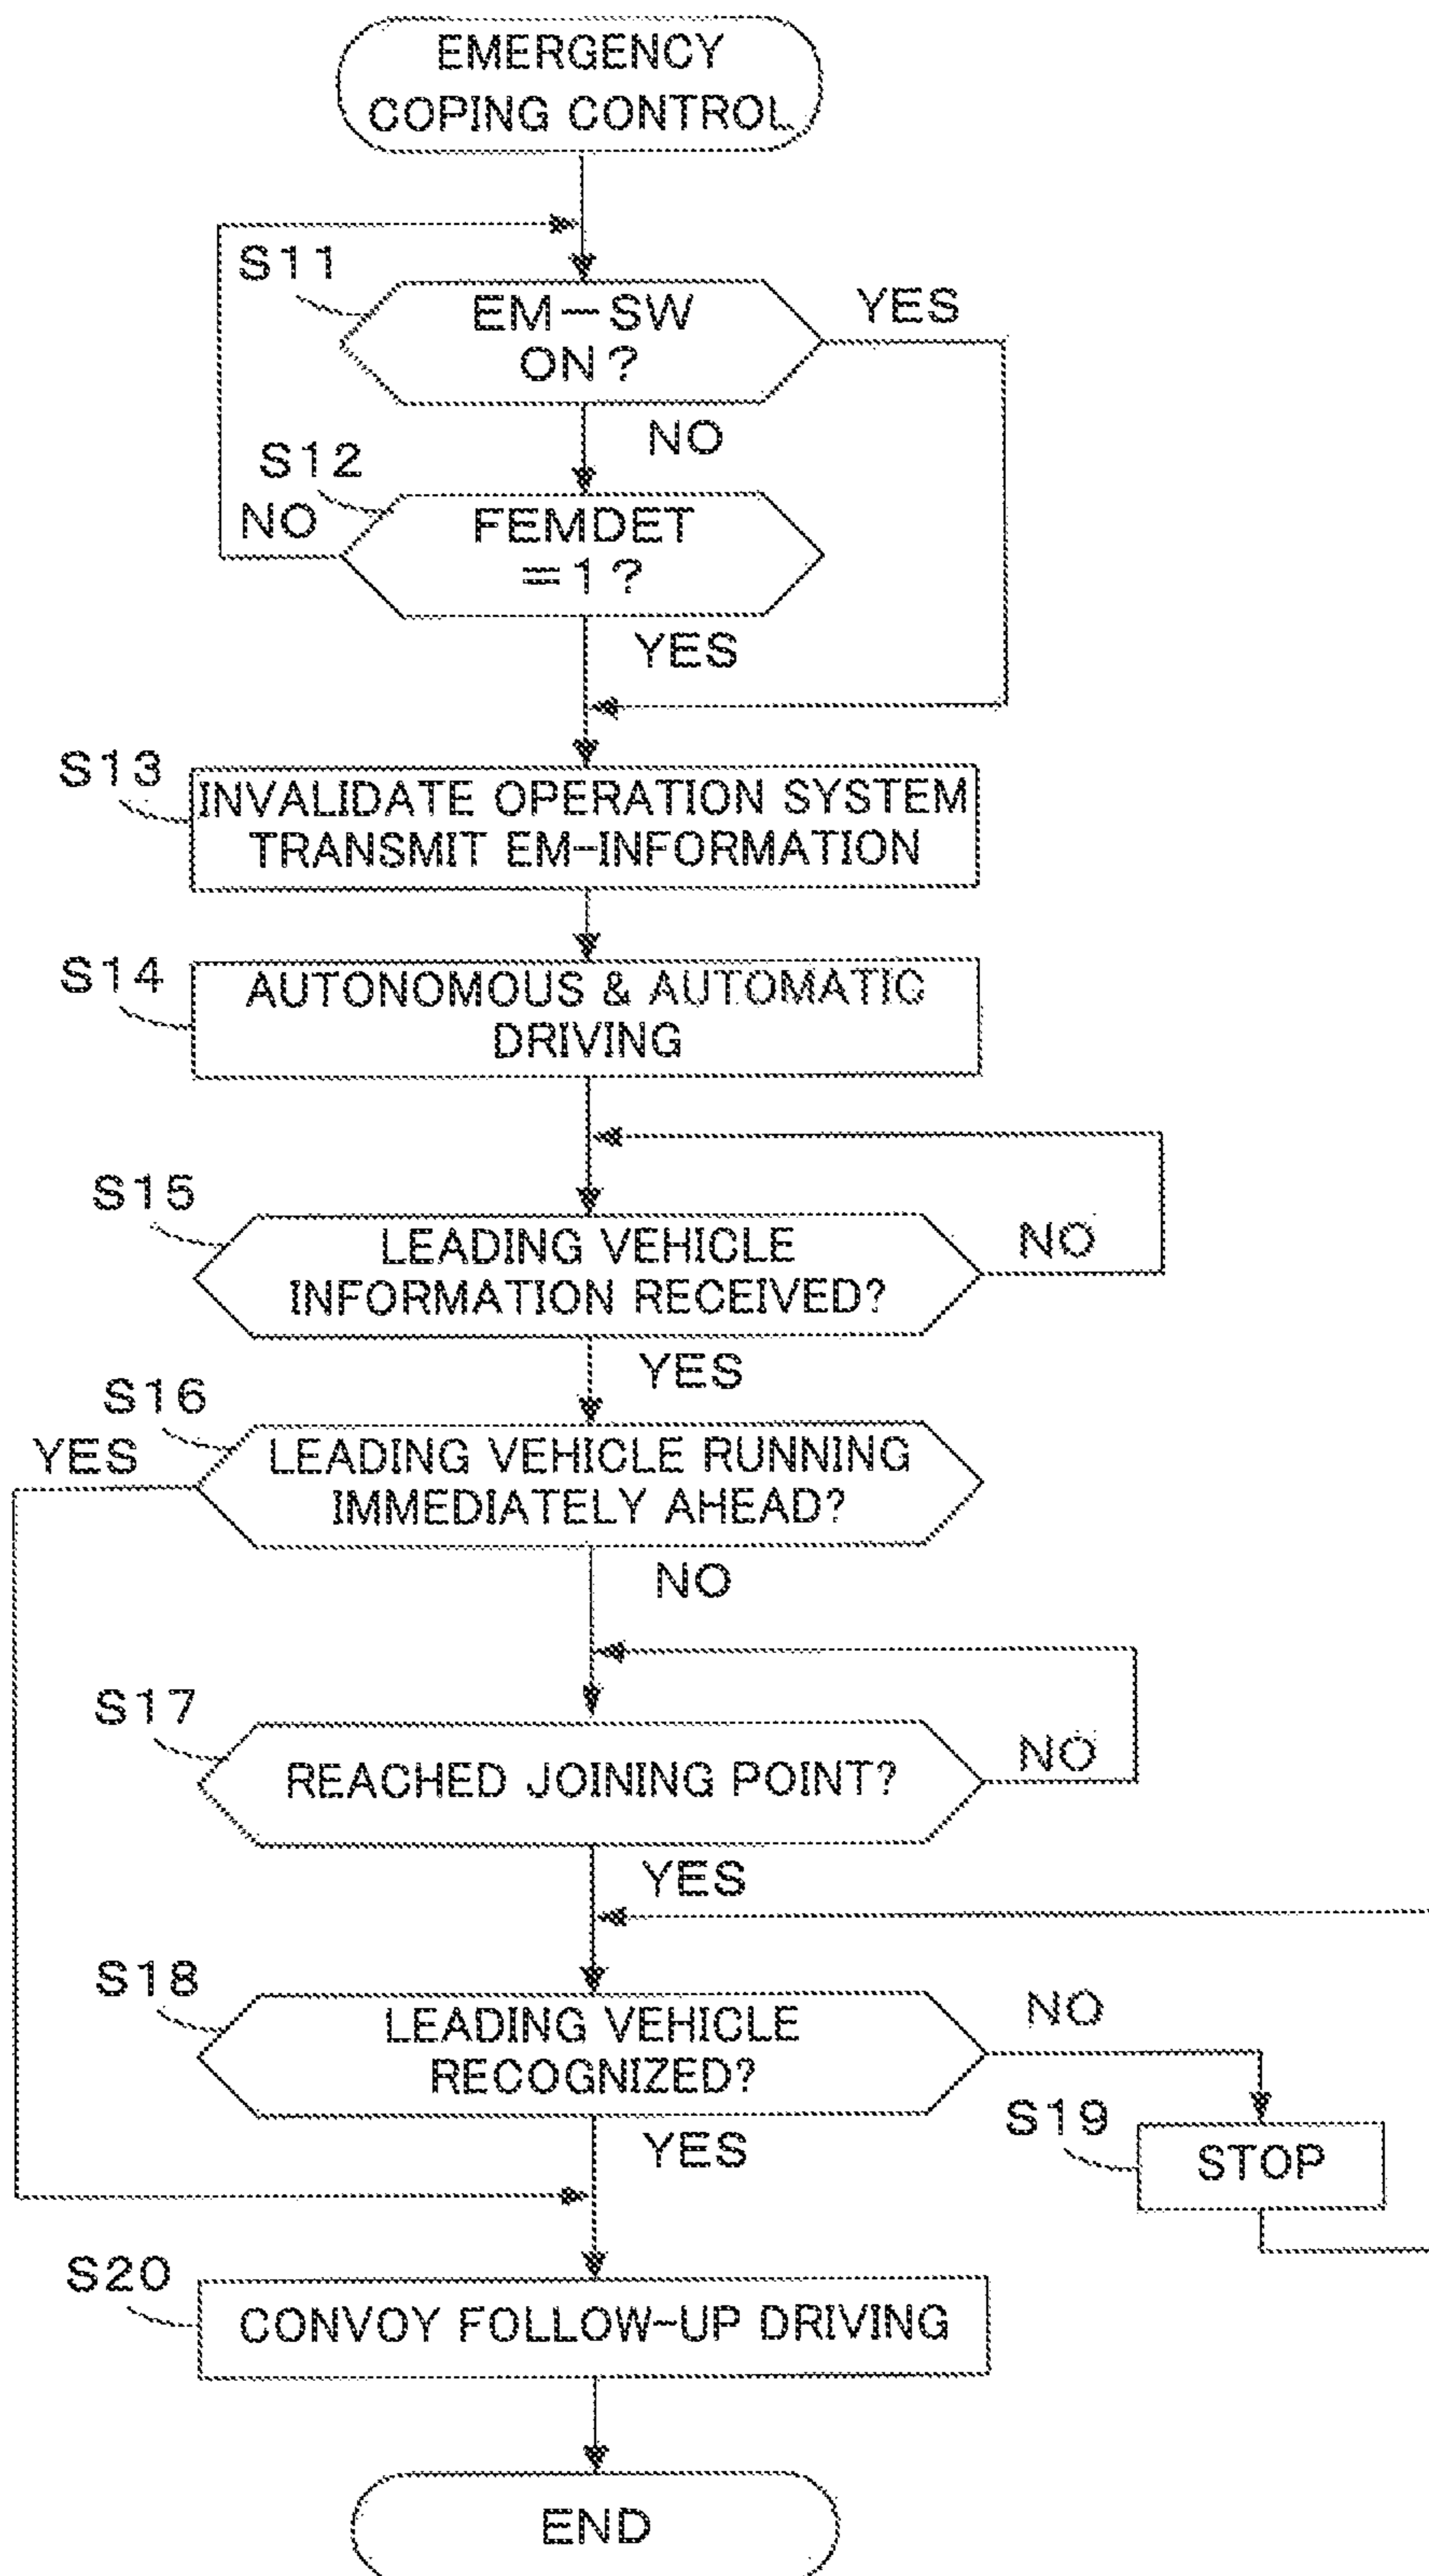 EMERGENCY
COPING CONTROL
S11
EM-SW
ON?
YES
NO
S12
NO
FEMDET
=1?
YES
S13
INVALIDATE OPERATION SYSTEM
TRANSMIT EM-INFORMATION
S14
AUTONOMOUS & AUTOMATIC
DRIVING
S15
LEADING VEHICLE
INFORMATION RECEIVED?
NO
YES
S16
YES
LEADING VEHICLE RUNNING
IMMEDIATELY AHEAD?
NO
S17
REACHED JOINING POINT?
NO
YES
S18
LEADING VEHICLE
RECOGNIZED?
NO
YES
S19
STOP
S20
CONVOY FOLLOW-UP DRIVING
END